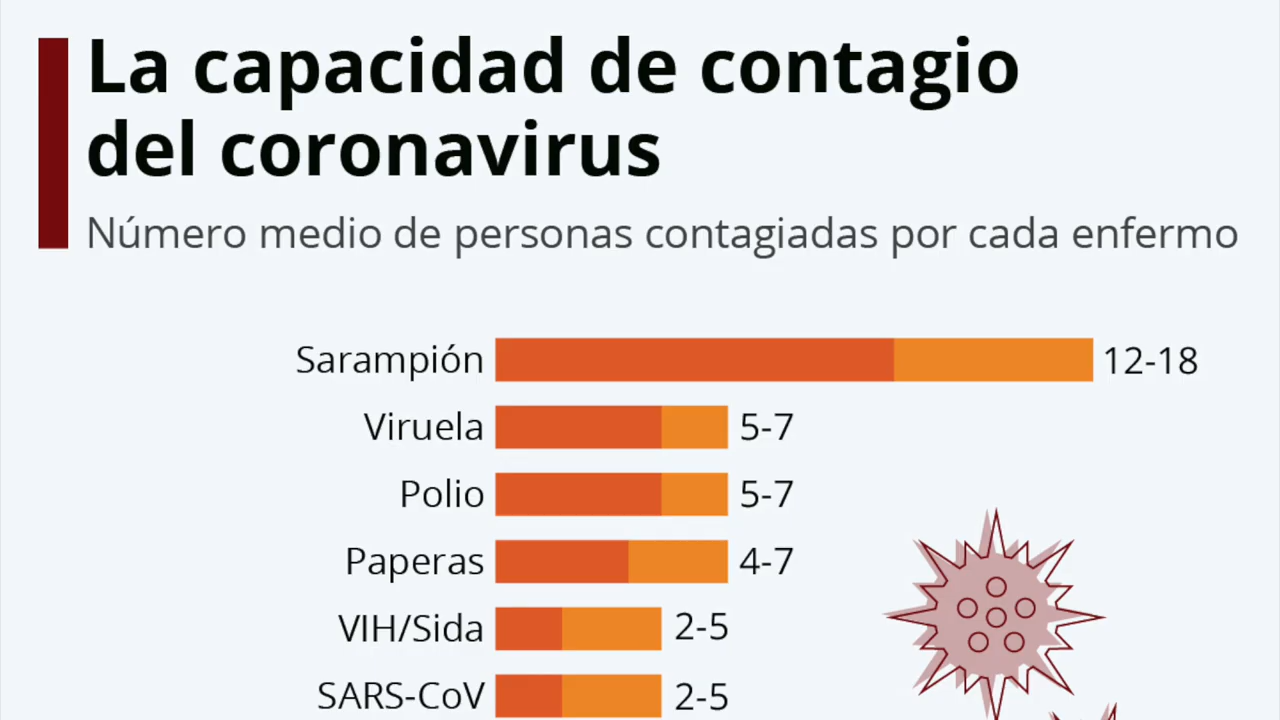 La capacidad de contagio
del coronavirus
Número medio de personas contagiadas por cada enfermo
Sarampión 12-18
Viruela 5-7
Polio 5-7
Paperas 4-7
VIH/Sida 2-5
SARS-CoV 2-5